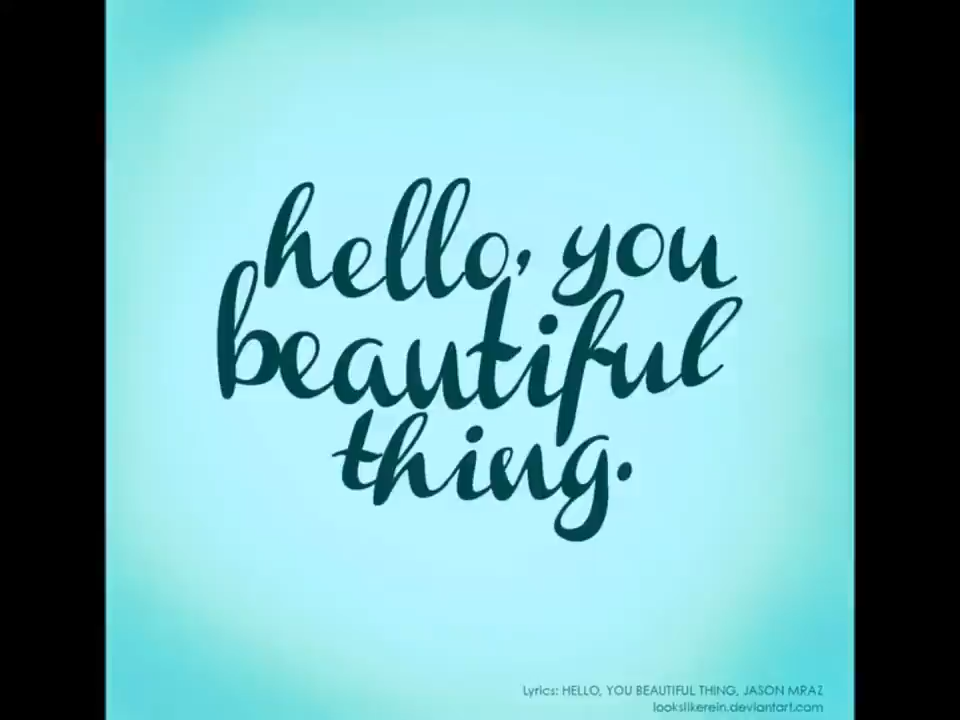 hello, you
beautiful
thing.
Lyrics: HELLO, YOU BEAUTIFUL THING, JASON MRAZ
lookslikerein.deviantart.com